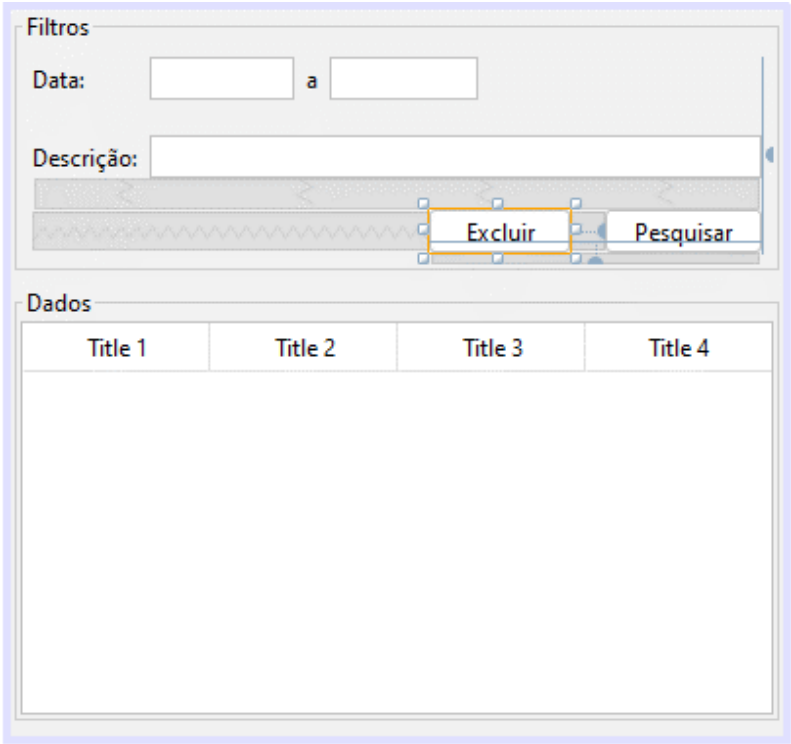 Filtros
Data: a
Descrição:
Excluir Pesquisar
Dados
Title 1 Title 2 Title 3 Title 4